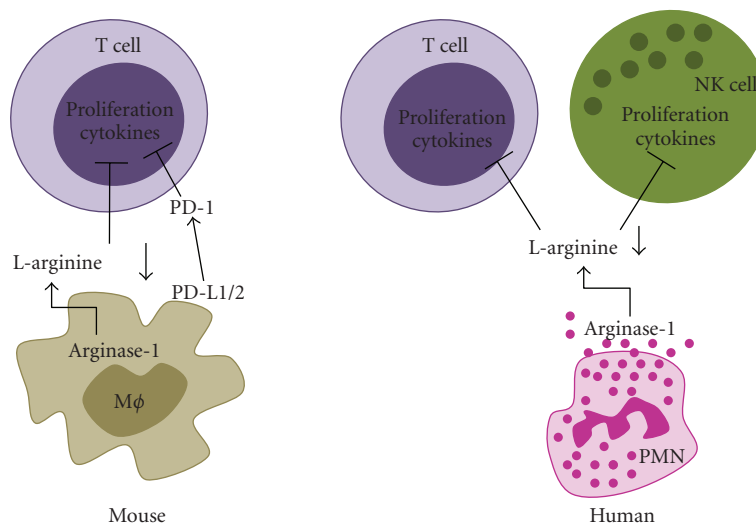 T cell
Proliferation
cytokines
PD-1
L-arginine
PD-L1/2
Arginase-1
Mϕ
Mouse
T cell
Proliferation
cytokines
NK cell
Proliferation
cytokines
L-arginine
Arginase-1
PMN
Human